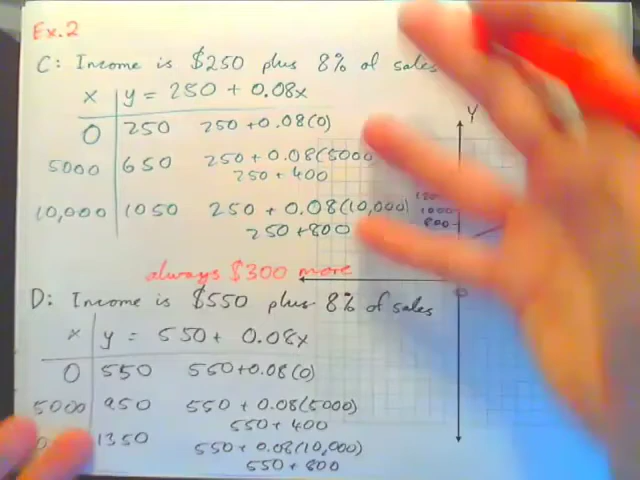 Ex.2
C: Income is $250 plus 8% of sales
x y = 250 + 0.08x
0 250 250+0.08(0)
5000 650 250+0.08(5000
250 + 400
10,000 1050 250 + 0.08(10,000)
250 +800
always $300 more
D: Income is $550 plus 8% of sales
x y = 550+ 0.08x
0 550 550+0.08(0)
5000 950 550 + 0.08(5000)
550 + 400
1350 550 + 0.08(10,000)
550 + 800
Y
1000
800